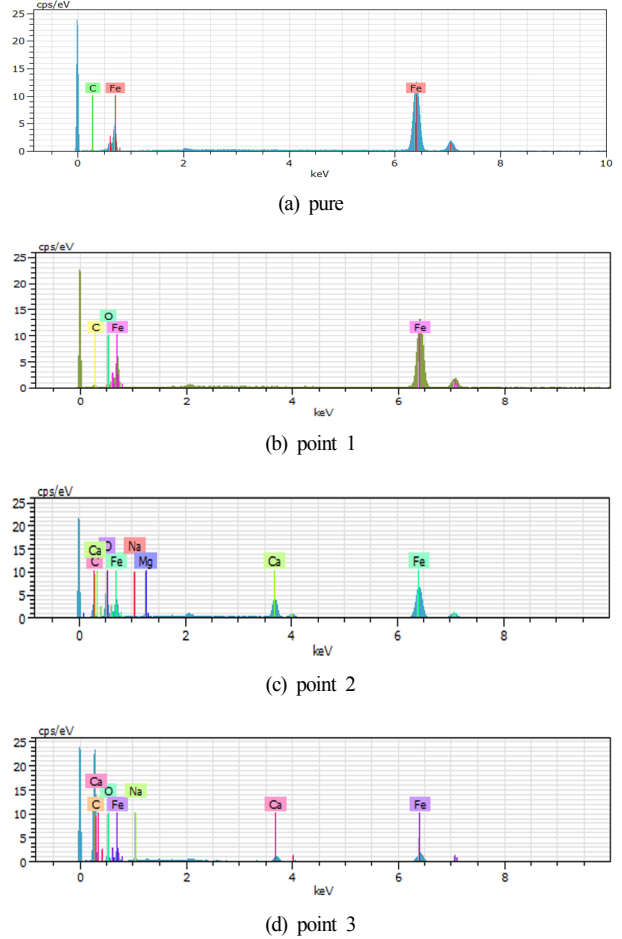 cps/eV
25
20
C Fe Fe
15
10
5
0
0 2 4 6 8 10
keV
(a) pure
cps/eV
25
20
15
O
C Fe Fe
10
5
0
0 2 4 6 8
keV
(b) point 1
cps/eV
25
20
15
Ca O Na
C Fe Mg Ca Fe
10
5
0
0 2 4 6 8
keV
(c) point 2
cps/eV
25
20
15
Ca O Na
C Fe Ca Fe
10
5
0
0 2 4 6 8
keV
(d) point 3